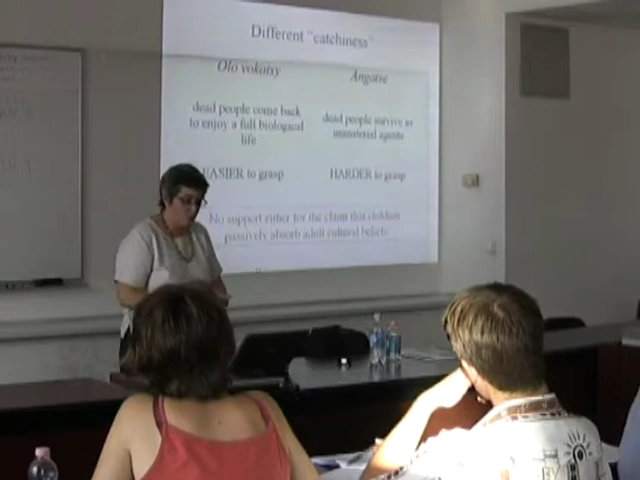 Different "catchiness"
Olo vokatsy
Angatse
dead people come back
to enjoy a full biological
life
dead people survive as
immaterial agents
EASIER to grasp
HARDER to grasp
No support either for the claim that children
passively absorb adult cultural beliefs